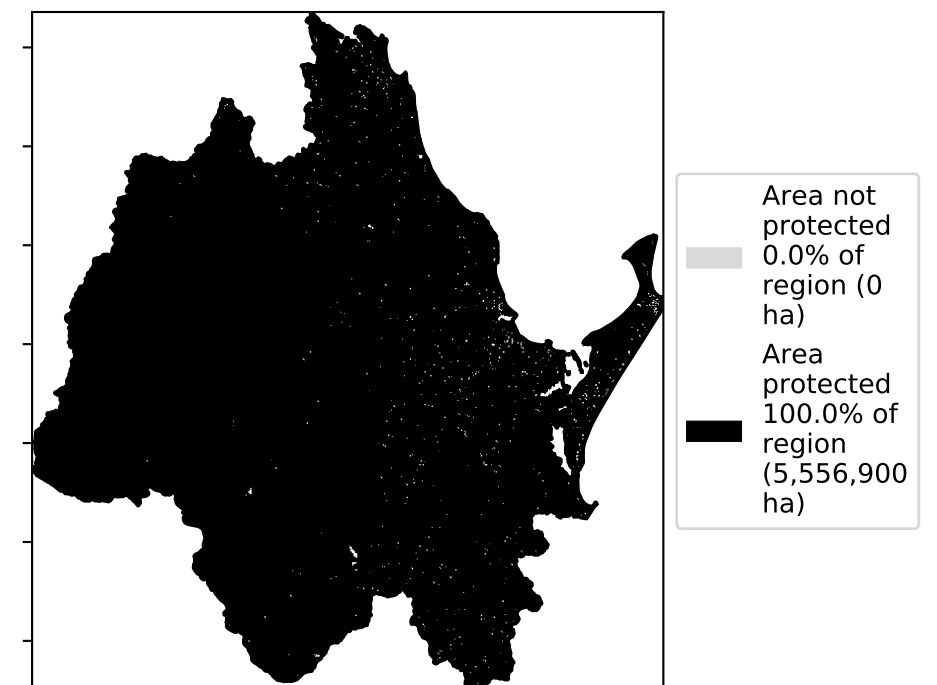 Area not
protected
0.0% of
region (0
ha)
Area
protected
100.0% of
region
(5,556,900
ha)